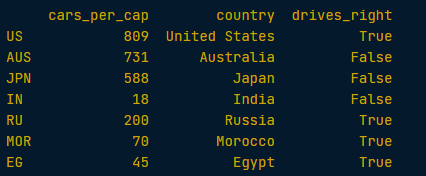 cars_per_cap country drives_right
US 809 United States True
AUS 731 Australia False
JPN 588 Japan False
IN 18 India False
RU 200 Russia True
MOR 70 Morocco True
EG 45 Egypt True